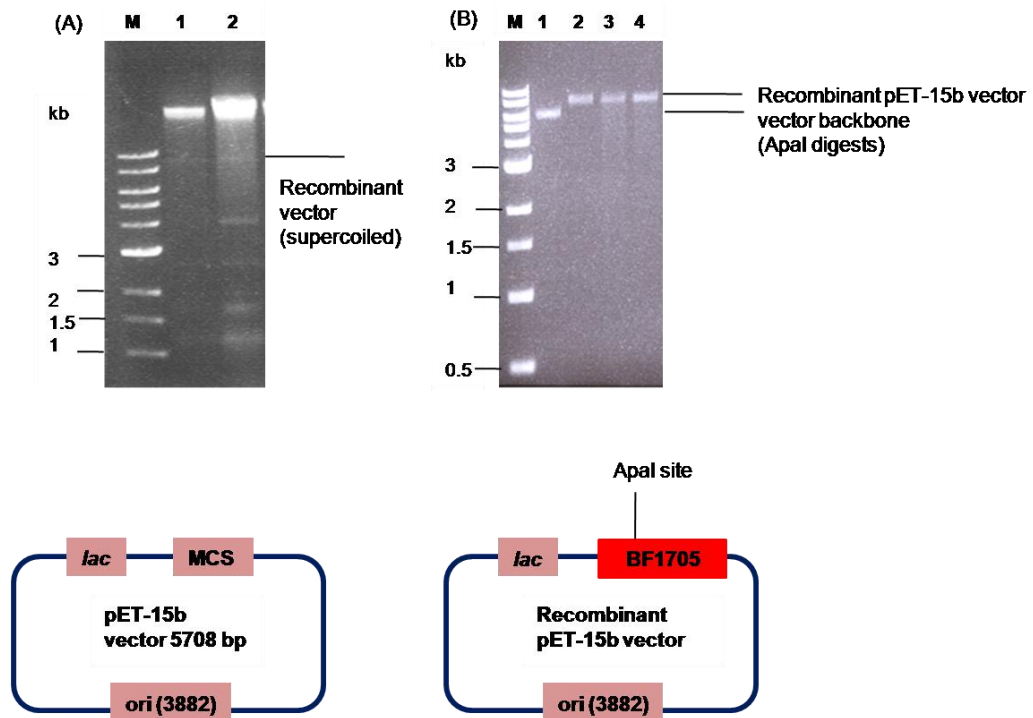 (A)
M 1 2
kb
3
2
1.5
1
Recombinant
vector
(supercoiled)
(B)
M 1 2 3 4
kb
3
2
1.5
1
0.5
Recombinant pET-15b vector
vector backbone
(ApaI digests)
lac
MCS
pET-15b
vector 5708 bp
ori (3882)
ApaI site
lac
BF1705
Recombinant
pET-15b vector
ori (3882)